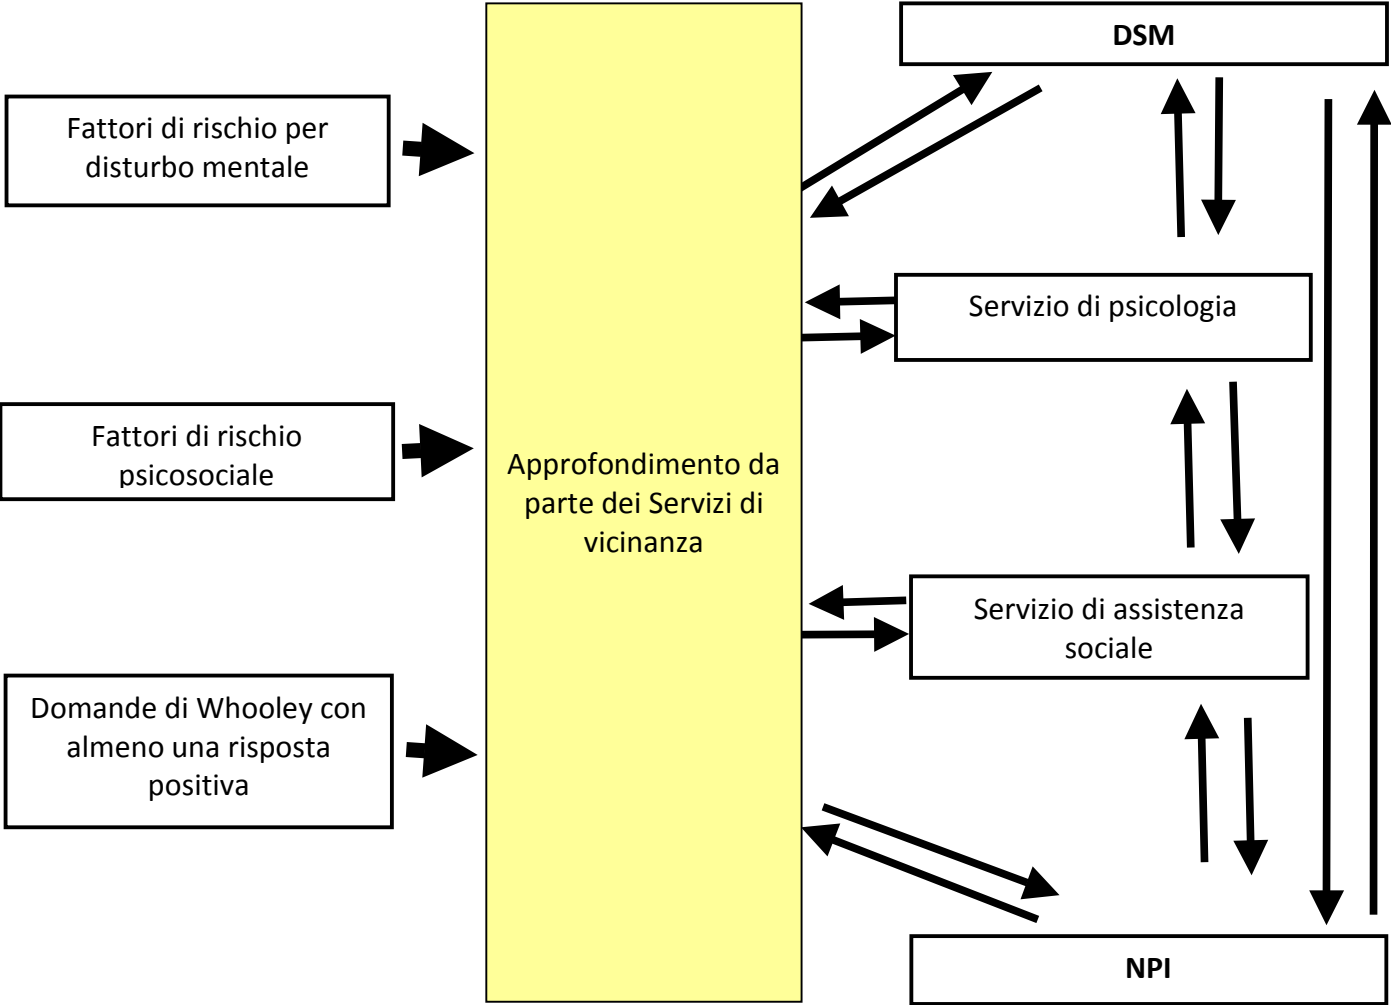 Fattori di rischio per
disturbo mentale
Fattori di rischio
psicosociale
Domande di Whooley con
almeno una risposta
positiva
Approfondimento da
parte dei Servizi di
vicinanza
DSM
Servizio di psicologia
Servizio di assistenza
sociale
NPI